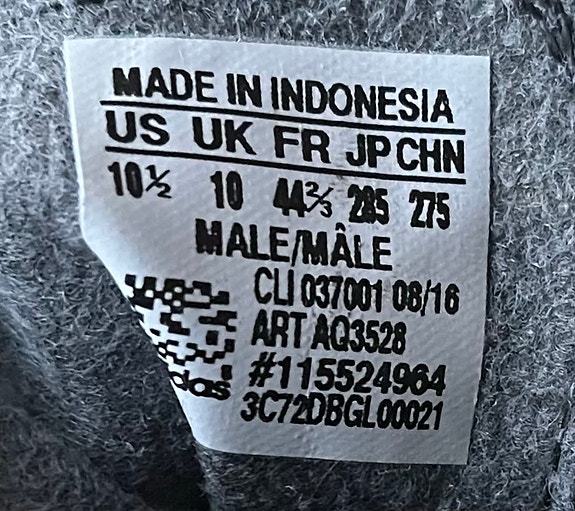 MADE IN INDONESIA
US UK FR JP CHN
10½ 10 44⅔ 285 275
MALE/MÂLE
CLI 037001 08/16
ART AQ3528
#115524964
3C72DBGL00021